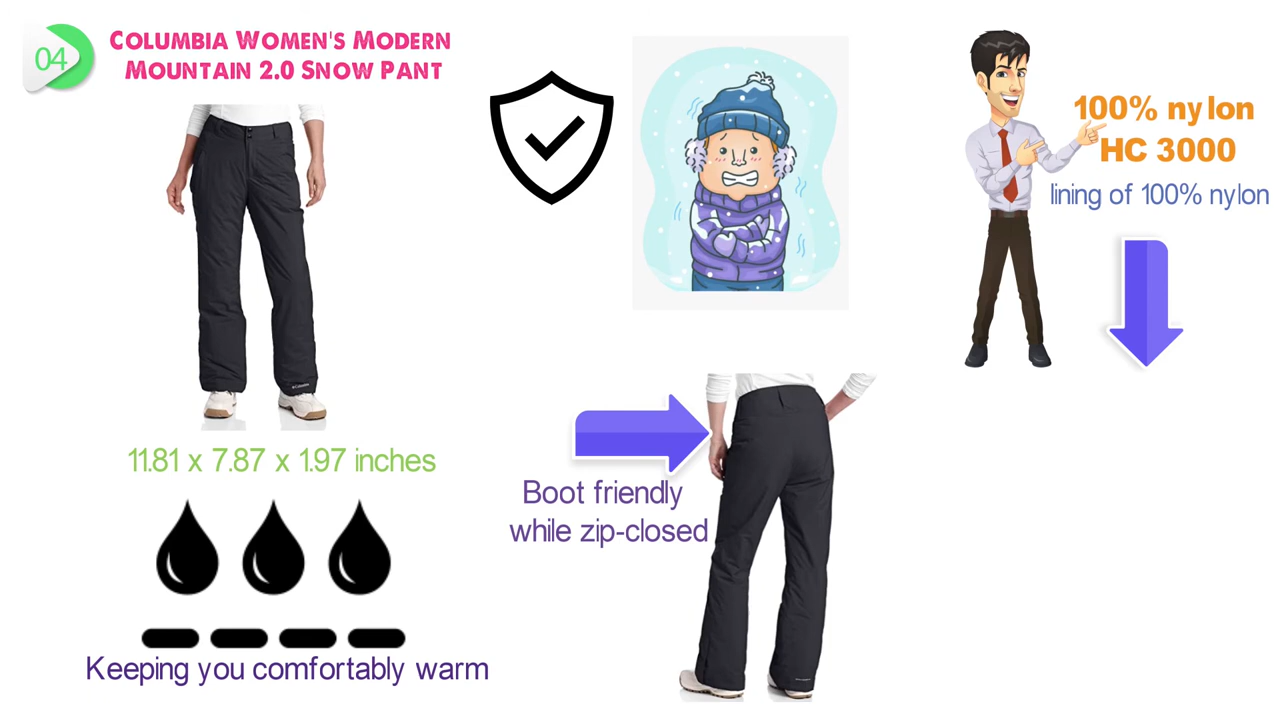 04
COLUMBIA WOMEN'S MODERN
MOUNTAIN 2.0 SNOW PANT
100% nylon
HC 3000
lining of 100% nylon
11.81 x 7.87 x 1.97 inches
Boot friendly
while zip-closed
Keeping you comfortably warm
Columbia